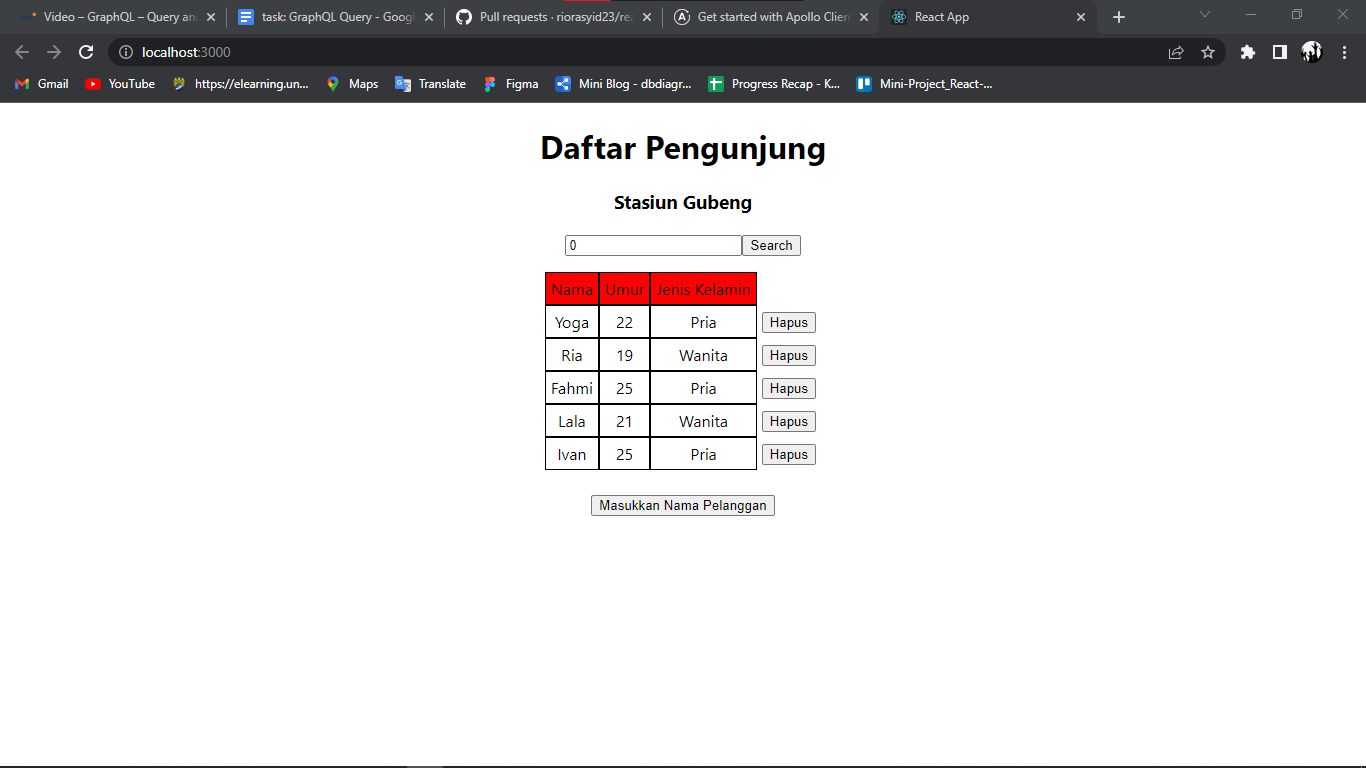 Video – GraphQL – Query an
task: GraphQL Query - Goog
Pull requests · riorasyid23/rea
Get started with Apollo Clien
React App
localhost:3000
Gmail
YouTube
https://elearning.un...
Maps
Translate
Figma
Mini Blog - dbdiagr...
Progress Recap - K...
Mini-Project_React-...
Daftar Pengunjung
Stasiun Gubeng
0 Search
Nama Umur Jenis Kelamin
Yoga 22 Pria Hapus
Ria 19 Wanita Hapus
Fahmi 25 Pria Hapus
Lala 21 Wanita Hapus
Ivan 25 Pria Hapus
Masukkan Nama Pelanggan